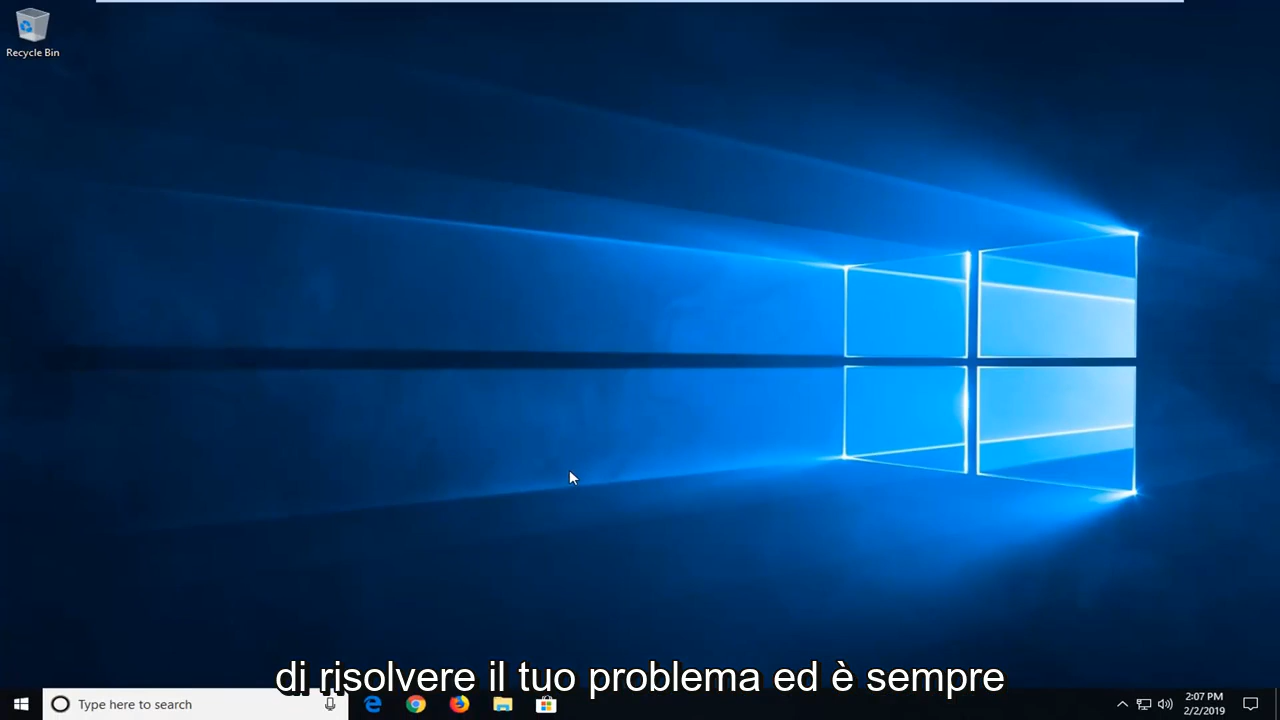 Recycle Bin
di risolvere il tuo problema ed è sempre
Type here to search
2:07 PM
2/2/2019